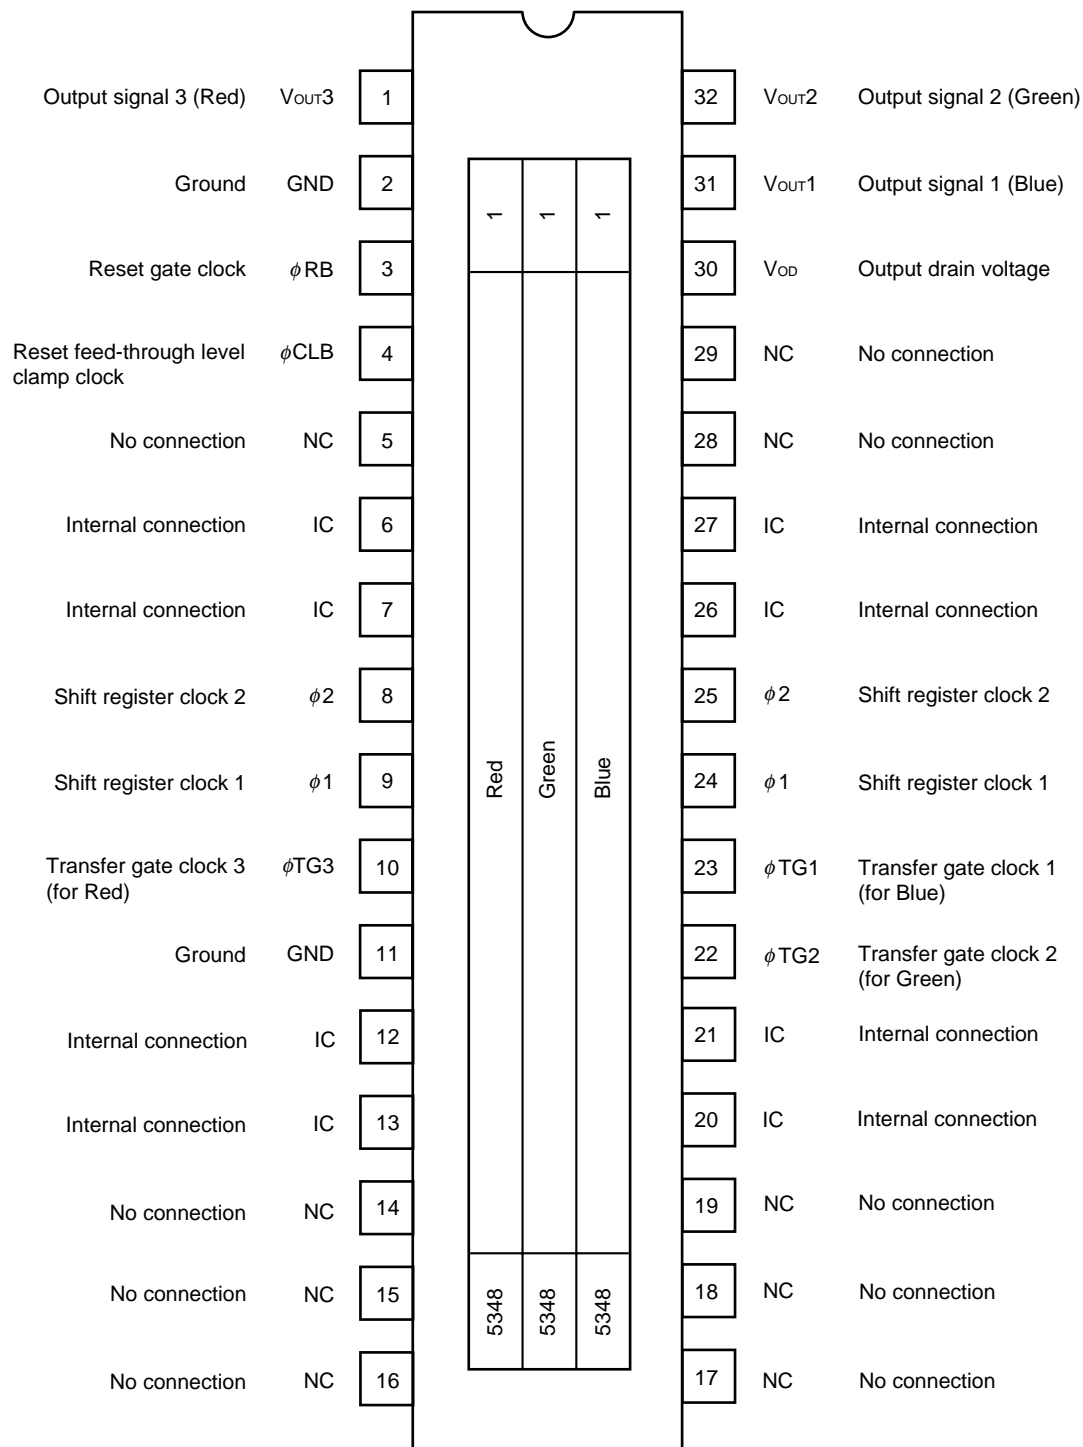 Output signal 3 (Red) VOUT3 1 32 VOUT2 Output signal 2 (Green)
Ground GND 2 31 VOUT1 Output signal 1 (Blue)
1 1 1
Reset gate clock ϕRB 3 30 VOD Output drain voltage
Reset feed-through level ϕCLB 4 29 NC No connection
clamp clock
No connection NC 5 28 NC No connection
Internal connection IC 6 27 IC Internal connection
Internal connection IC 7 26 IC Internal connection
Shift register clock 2 ϕ2 8 25 ϕ2 Shift register clock 2
Shift register clock 1 ϕ1 9 Red Green Blue 24 ϕ1 Shift register clock 1
Transfer gate clock 3 ϕTG3 10 23 ϕTG1 Transfer gate clock 1
(for Red) (for Blue)
Ground GND 11 22 ϕTG2 Transfer gate clock 2
(for Green)
Internal connection IC 12 21 IC Internal connection
Internal connection IC 13 20 IC Internal connection
No connection NC 14 19 NC No connection
No connection NC 15 5348 5348 5348 18 NC No connection
No connection NC 16 17 NC No connection